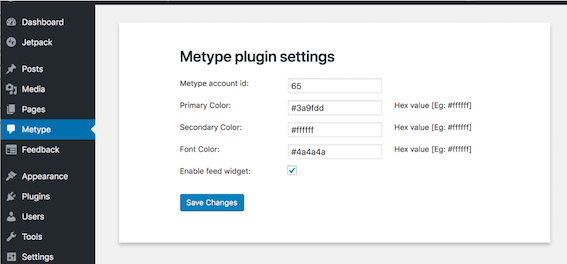 Dashboard
Jetpack
Posts
Media
Pages
Metype
Feedback
Appearance
Plugins
Users
Tools
Settings
Metype plugin settings
Metype account id: 65
Primary Color: #3a9fdd Hex value [Eg: #ffffff]
Secondary Color: #ffffff Hex value [Eg: #ffffff]
Font Color: #4a4a4a Hex value [Eg: #ffffff]
Enable feed widget:
Save Changes